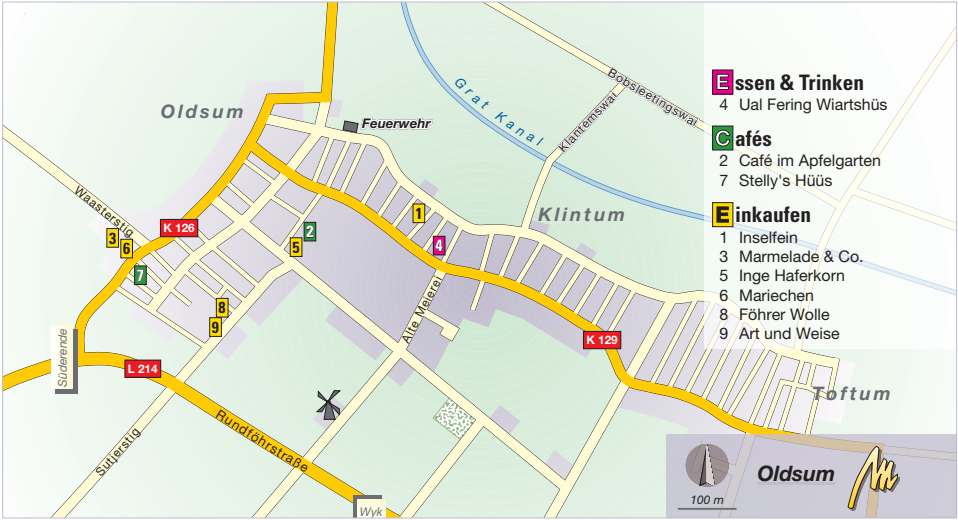 Oldsum
Feuerwehr
Grat Kanal
Bobsleetingswai
Klantemswai
Klintum
Waasterstig
K 126
1
2
3
4
5
6
7
8
9
Alte Meierei
K 129
Süderende
L 214
Rundföhrstraße
Sutjerstig
Wyk
Toftum
Essen & Trinken
4 Ual Fering Wiartshüs
Cafés
2 Café im Apfelgarten
7 Stelly's Hüüs
Einkaufen
1 Inselfein
3 Marmelade & Co.
5 Inge Haferkorn
6 Mariechen
8 Föhrer Wolle
9 Art und Weise
100 m
Oldsum